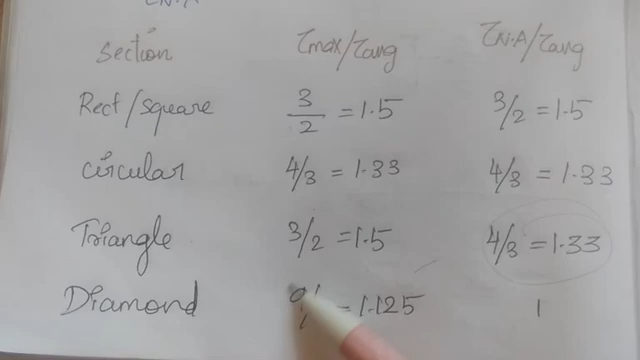 τN.A
Section τmax/τavg τN.A/τavg
Rect/square 3/2 = 1.5 3/2 = 1.5
Circular 4/3 = 1.33 4/3 = 1.33
Triangle 3/2 = 1.5 4/3 = 1.33
Diamond = 1.125 1